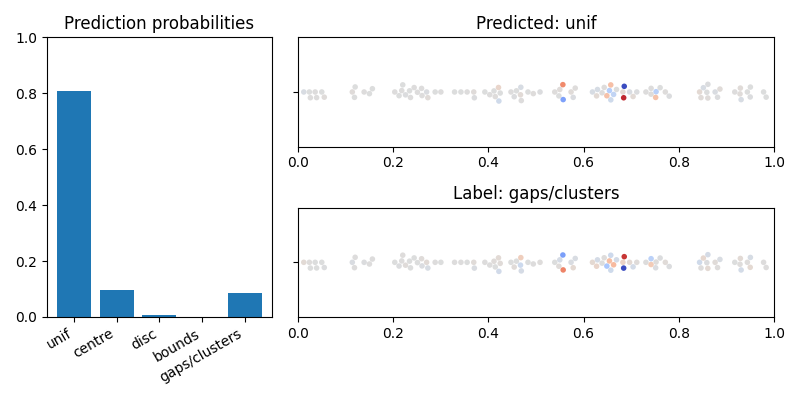 Prediction probabilities
1.0
0.8
0.6
0.4
0.2
0.0
unif
centre
disc
bounds
gaps/clusters
Predicted: unif
0.0 0.2 0.4 0.6 0.8 1.0
Label: gaps/clusters
0.0 0.2 0.4 0.6 0.8 1.0